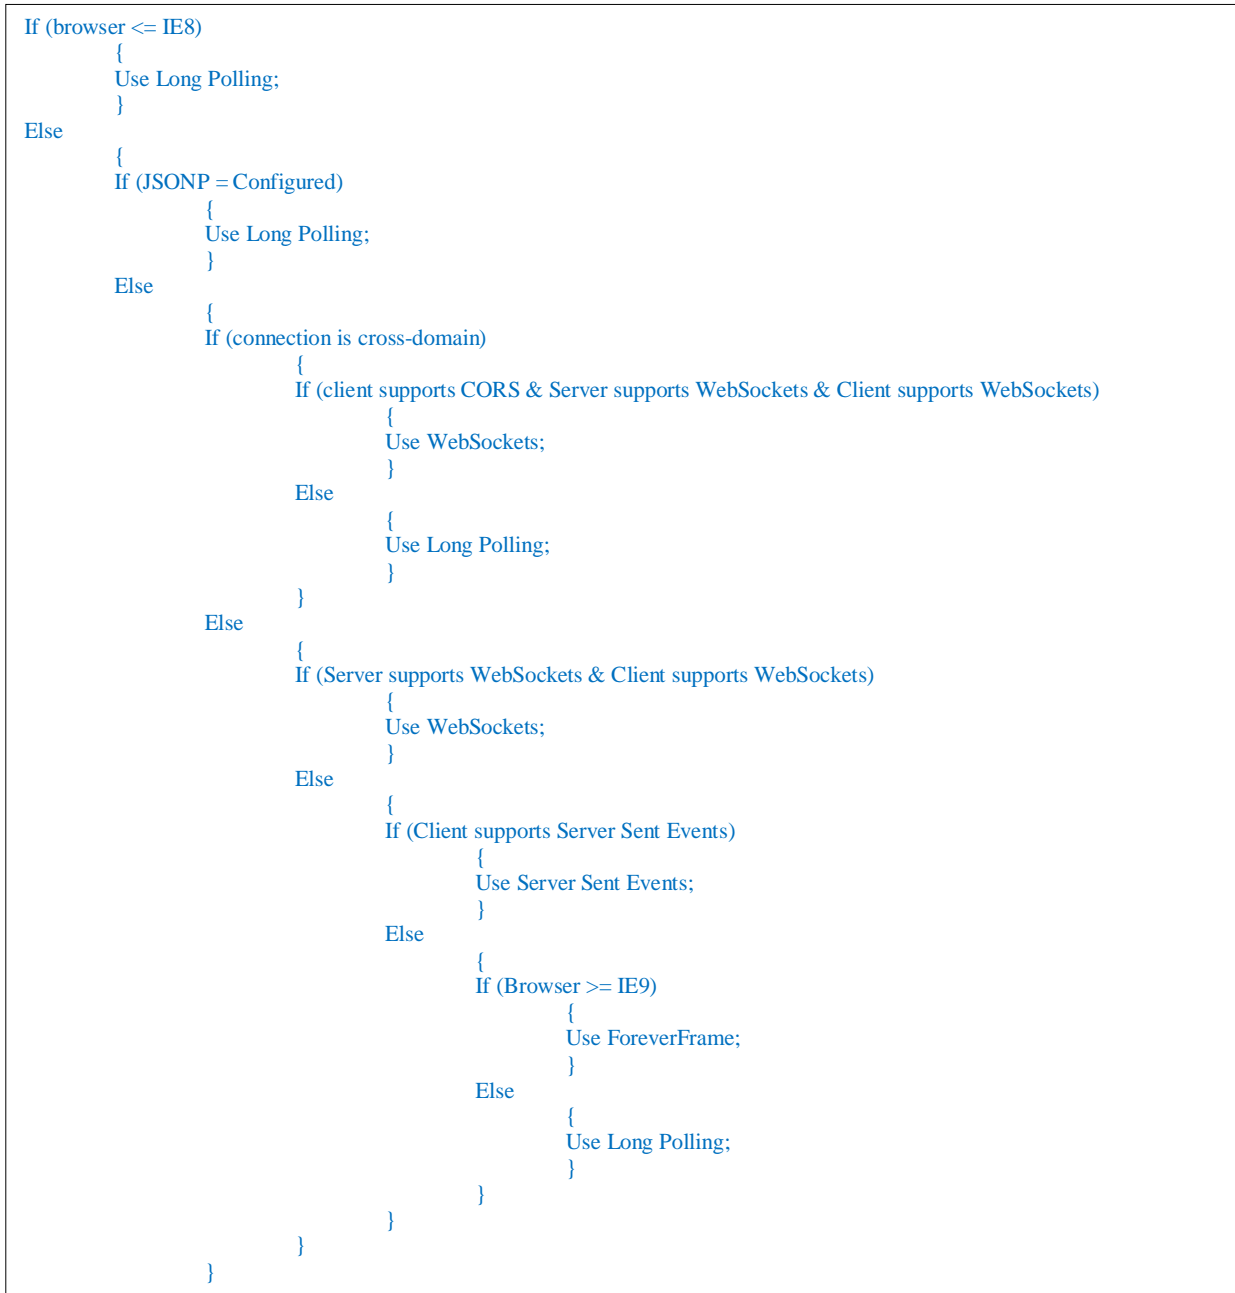 If (browser <= IE8)
{
Use Long Polling;
}
Else
{
If (JSONP = Configured)
{
Use Long Polling;
}
Else
{
If (connection is cross-domain)
{
If (client supports CORS & Server supports WebSockets & Client supports WebSockets)
{
Use WebSockets;
}
Else
{
Use Long Polling;
}
}
Else
{
If (Server supports WebSockets & Client supports WebSockets)
{
Use WebSockets;
}
Else
{
If (Client supports Server Sent Events)
{
Use Server Sent Events;
}
Else
{
If (Browser >= IE9)
{
Use ForeverFrame;
}
Else
{
Use Long Polling;
}
}
}
}
}